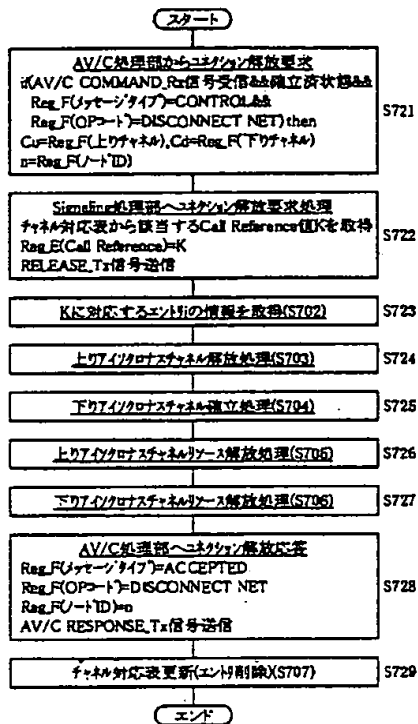 スタート
AV/C処理部からコネクション解放要求
if(AV/C COMMAND_Rx信号受信&&確立済状態&&
Reg_F(メッセージタイプ)=CONTROL&&
Reg_F(OPコード)=DISCONNECT NET) then
Cu=Reg_F(上りチャネル),Cd=Reg_F(下りチャネル)
n=Reg_F(ノードID)
S721
Signaling処理部へコネクション解放要求処理
チャネル対応表から該当するCall Reference値Kを取得
Reg_E(Call Reference)=K
RELEASE_Tx信号送信
S722
Kに対応するエントリiの情報を取得(S702)
S723
上りアイソクロナスチャネル解放処理(S703)
S724
下りアイソクロナスチャネル確立処理(S704)
S725
上りアイソクロナスチャネルリソース解放処理(S705)
S726
下りアイソクロナスチャネルリソース解放処理(S706)
S727
AV/C処理部へコネクション解放応答
Reg_F(メッセージタイプ)=ACCEPTED
Reg_F(OPコード)=DISCONNECT NET
Reg_F(ノードID)=n
AV/C RESPONSE_Tx信号送信
S728
チャネル対応表更新(エントリ削除)(S707)
S729
エンド